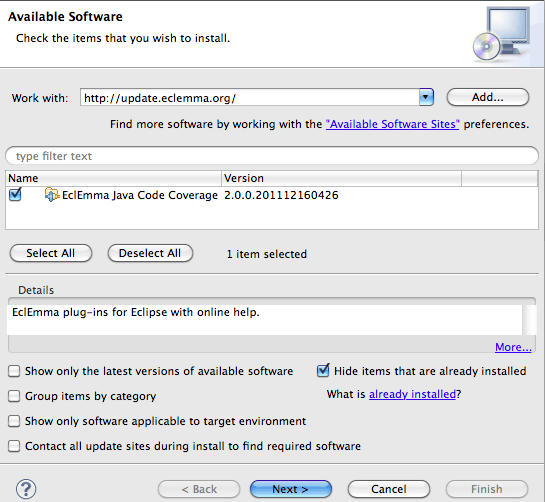 Available Software
Check the items that you wish to install.
Work with: http://update.eclemma.org/ Add...
Find more software by working with the "Available Software Sites" preferences.
type filter text
Name Version
EclEmma Java Code Coverage 2.0.0.201112160426
Select All Deselect All 1 item selected
Details
EclEmma plug-ins for Eclipse with online help.
More...
Show only the latest versions of available software Hide items that are already installed
Group items by category What is already installed?
Show only software applicable to target environment
Contact all update sites during install to find required software
? < Back Next > Cancel Finish